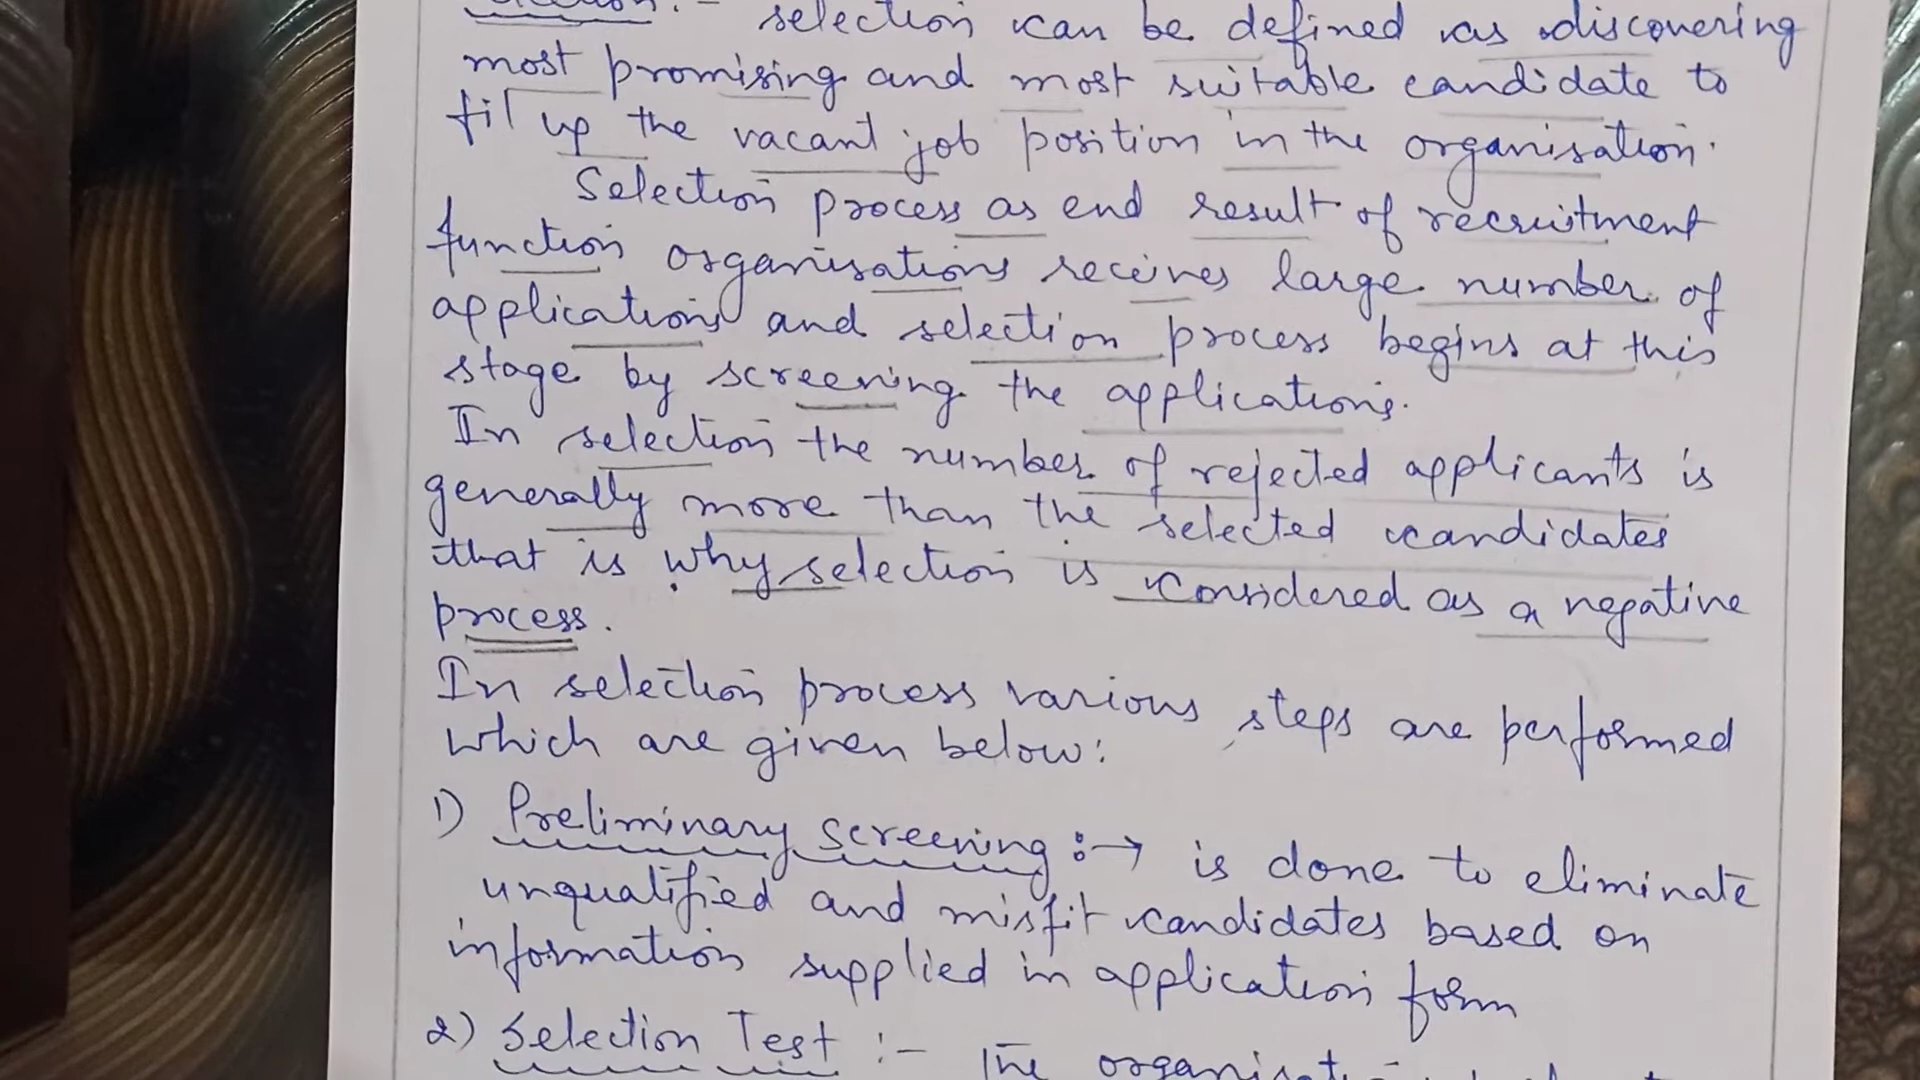 :- selection can be defined as discovering
most promising and most suitable candidate to
fil up the vacant job position in the organisation.
Selection process as end result of recruitment
function organisations receives large number of
applications and selection process begins at this
stage by screening the applications.
In selection the number of rejected applicants is
generally more than the selected candidates
that is why selection is considered as a negative
process.
In selection process various steps are performed
which are given below:
1) Preliminary screening :→ is done to eliminate
unqualified and misfit candidates based on
information supplied in application form
2) Selection Test :- The